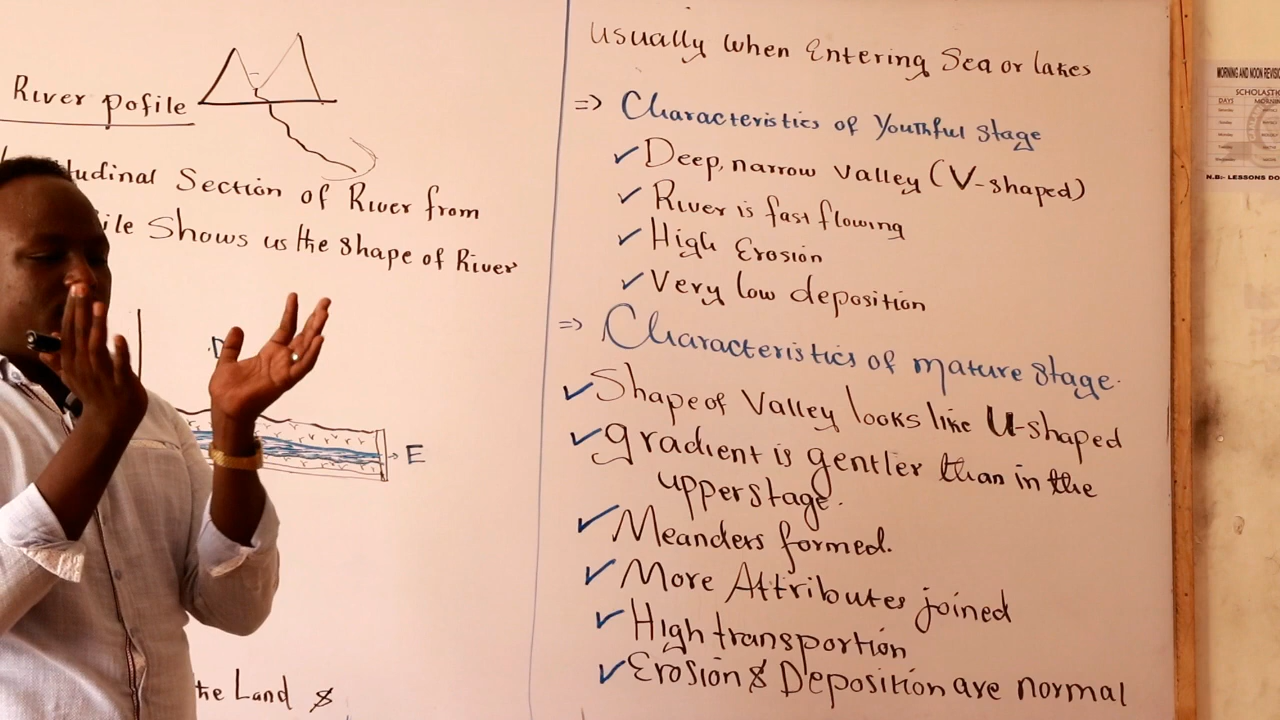 River pofile
Section of River from
Shows us the shape of River
E
the Land &
usually when Entering Sea or lakes
=> Characteristics of Youthful stage
✓ Deep, narrow valley (V-shaped)
✓ River is fast flowing
✓ High Erosion
✓ Very low deposition
=> Characteristics of mature stage.
✓ Shape of Valley looks like U-shaped
✓ gradient is gentler than in the
upper stage.
✓ Meanders formed.
✓ More Attributes joined
✓ High transportion
✓ Erosion & Deposition are normal
MORNING AND NOON REVISI
SCHOLASTI
DAYS MORNIN
N.B:- LESSONS DO